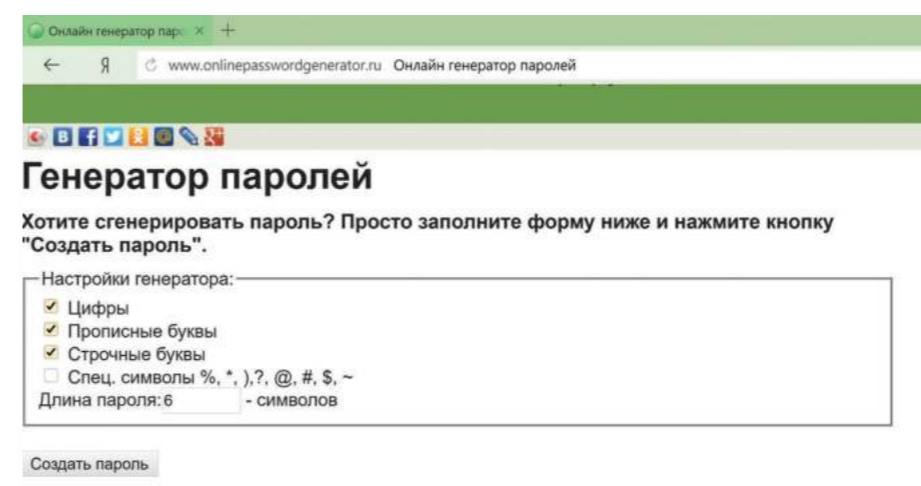 Онлайн генератор пар
www.onlinepasswordgenerator.ru Онлайн генератор паролей
Генератор паролей
Хотите сгенерировать пароль? Просто заполните форму ниже и нажмите кнопку
"Создать пароль".
Настройки генератора:
Цифры
Прописные буквы
Строчные буквы
Спец. символы %, *, ),?, @, #, $, ~
Длина пароля: 6 - символов
Создать пароль